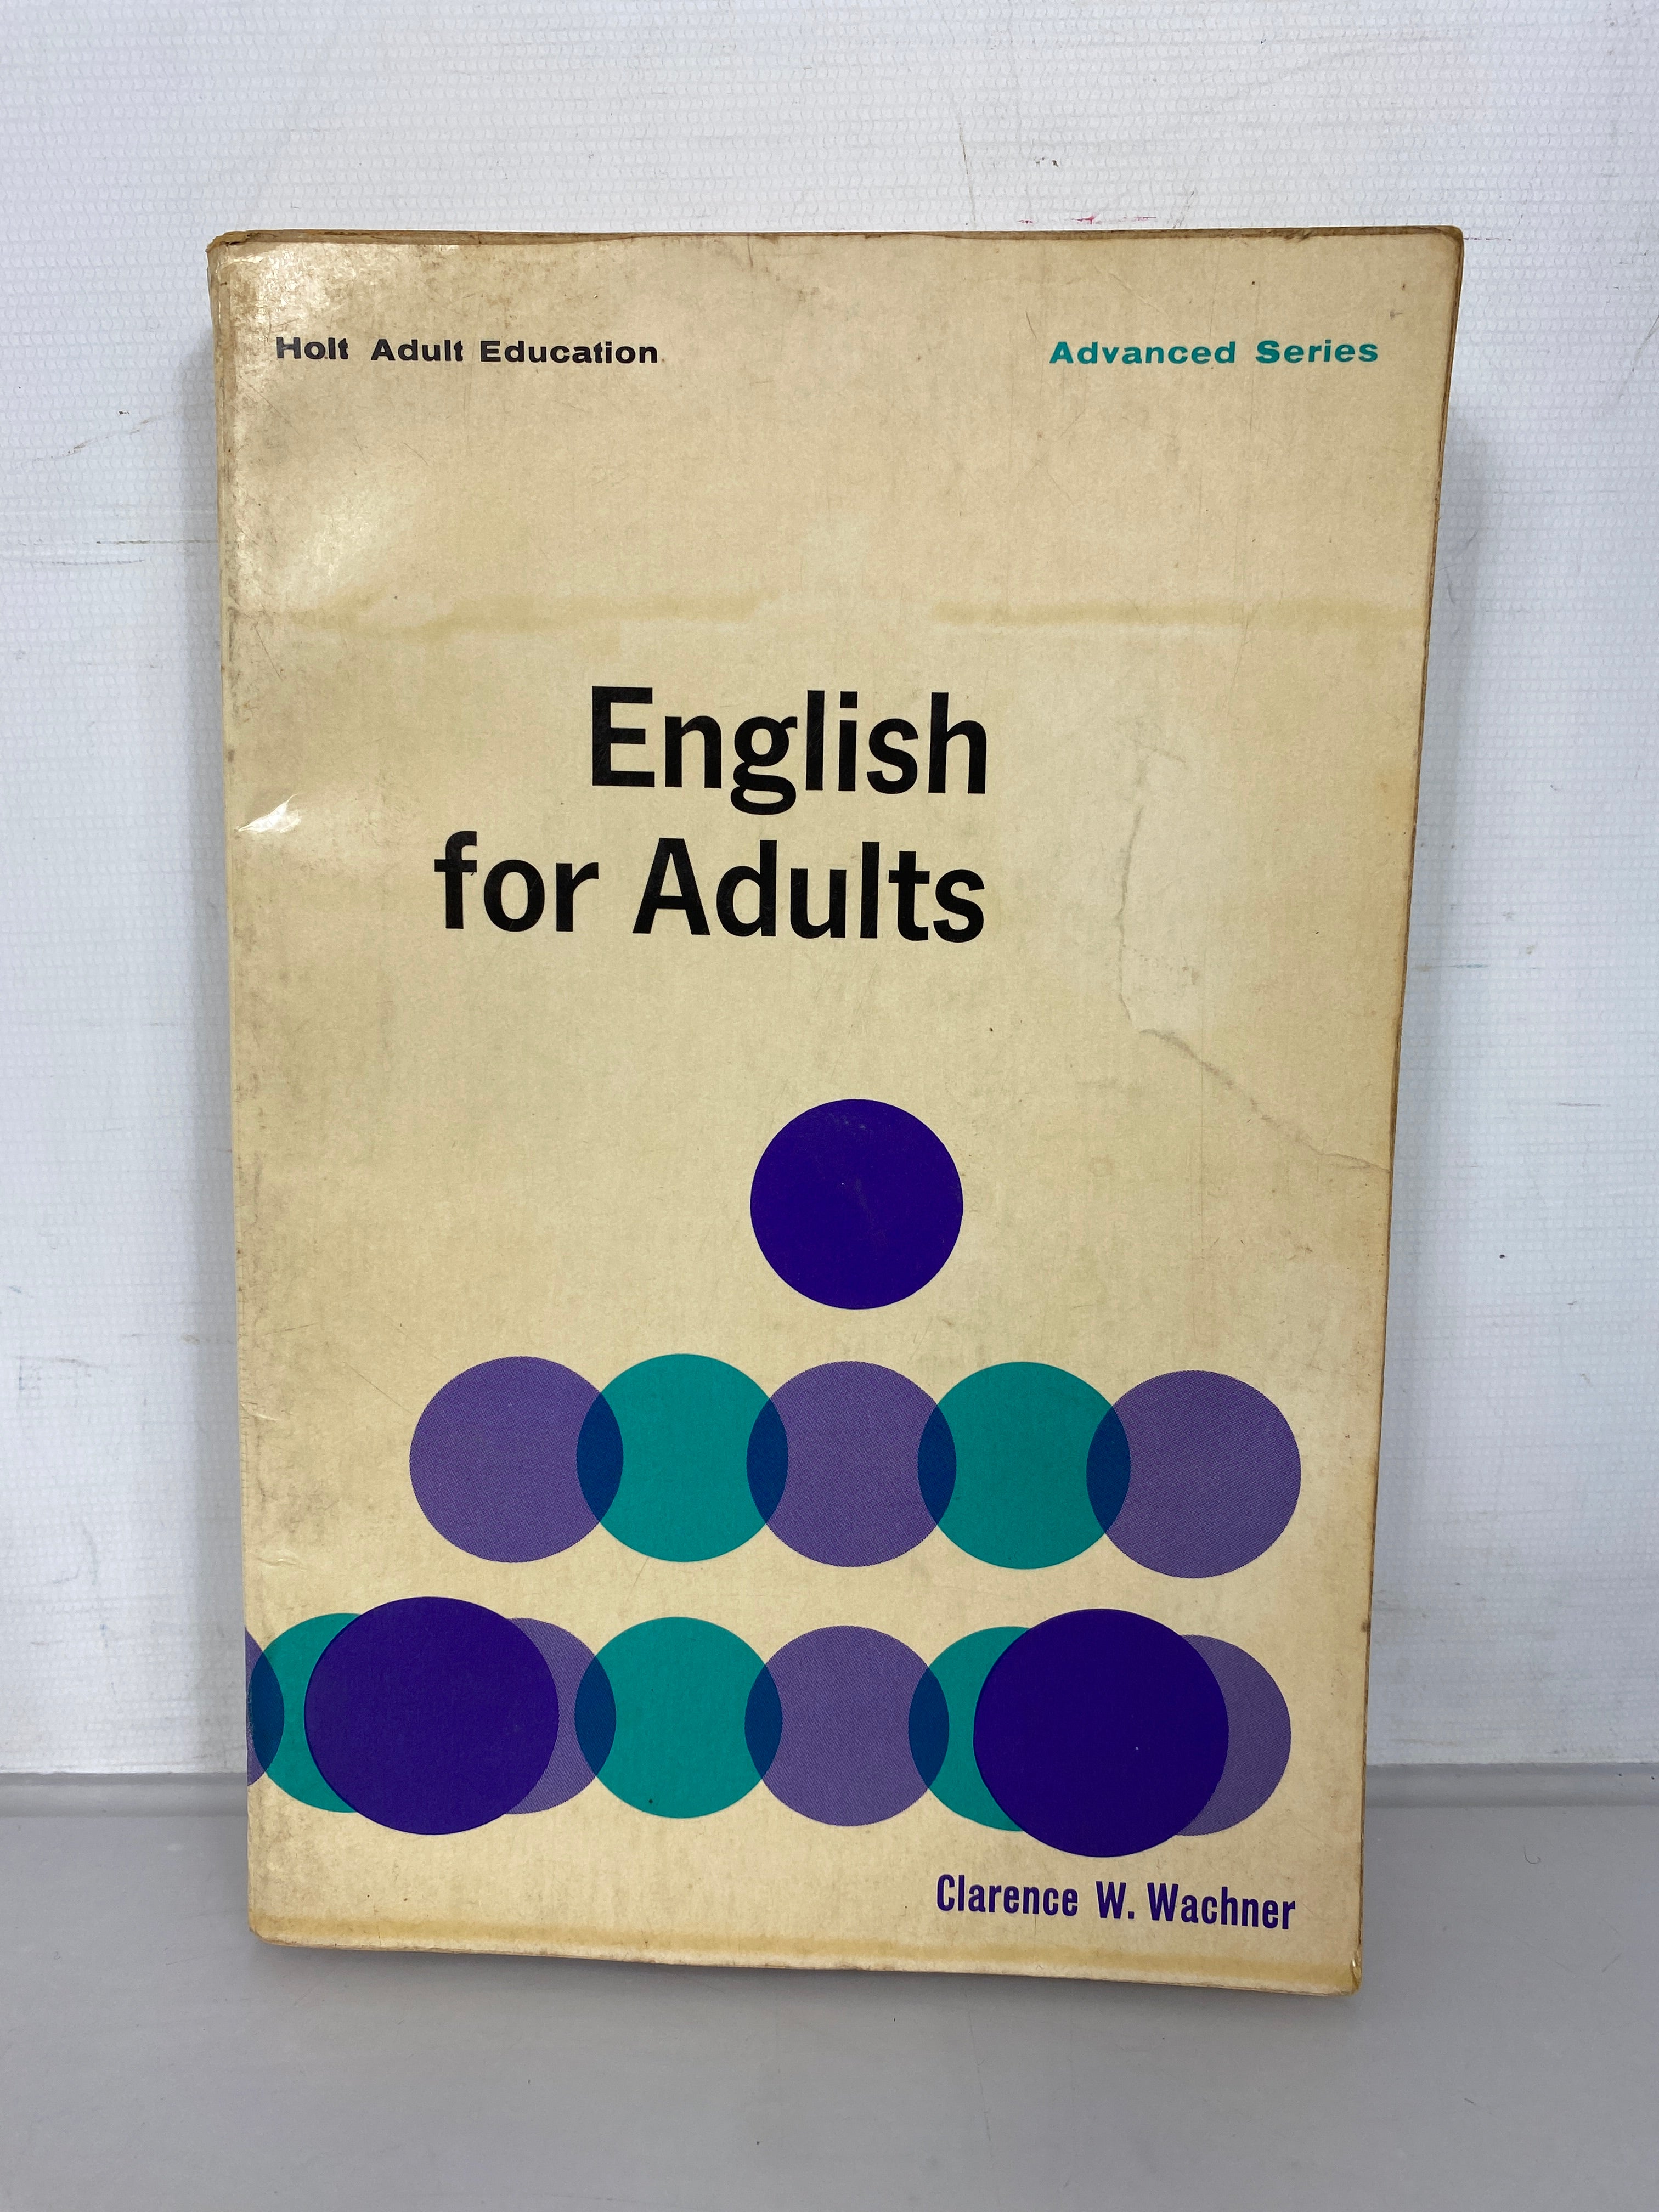 Holt Adult Education
Advanced Series
English
for Adults
Clarence W. Wachner